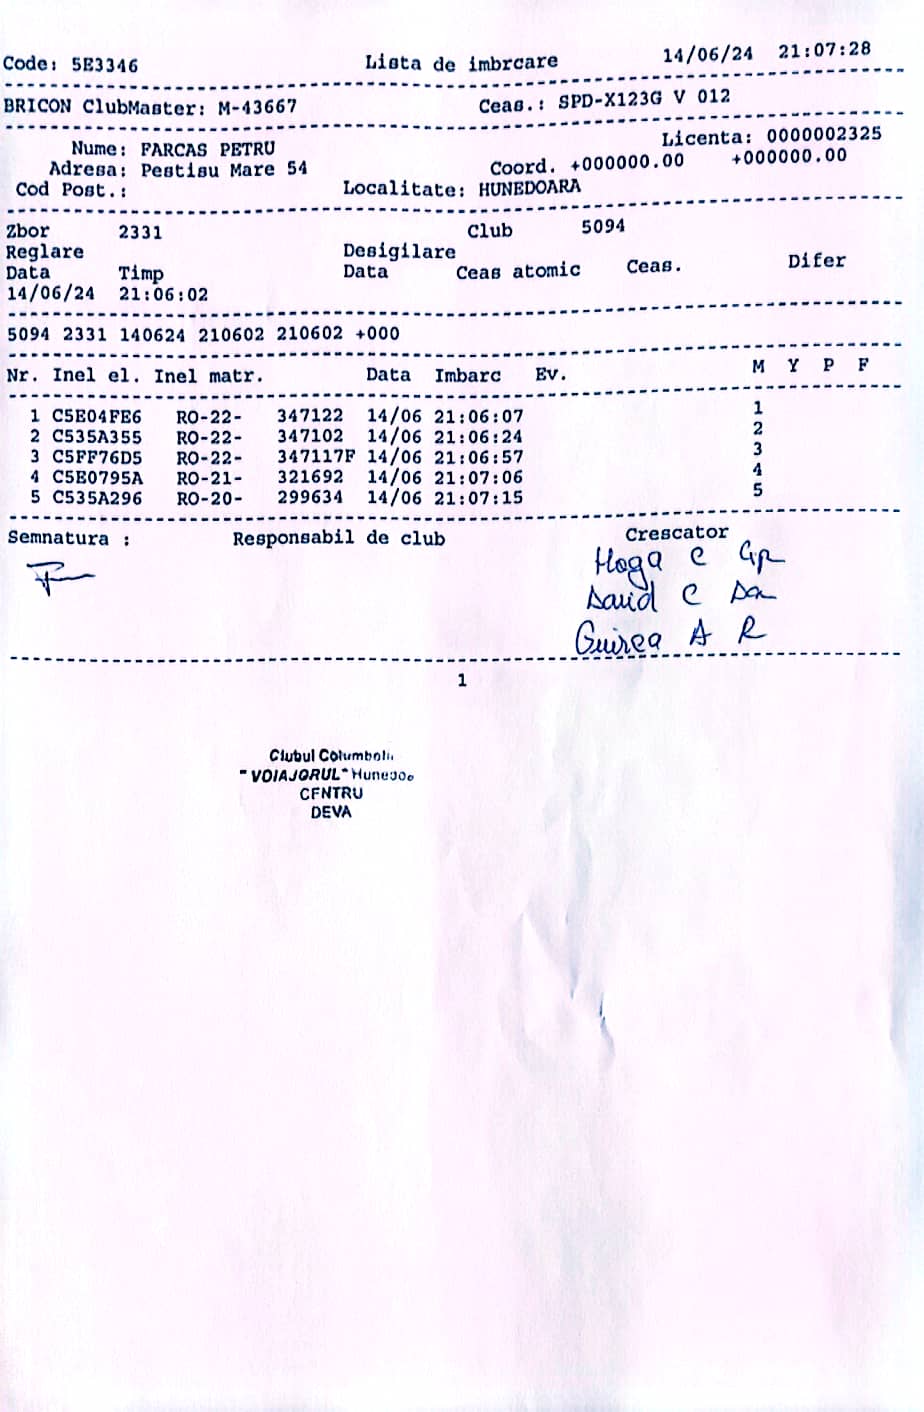 Code: 5E3346 Lista de imbrcare 14/06/24 21:07:28
BRICON ClubMaster: M-43667 Ceas.: SPD-X123G V 012
Nume: FARCAS PETRU Licenta: 0000002325
Adresa: Pestisu Mare 54 Coord. +000000.00 +000000.00
Cod Post.: Localitate: HUNEDOARA
Zbor 2331 Club 5094
Reglare Desigilare
Data Timp Data Ceas atomic Ceas. Difer
14/06/24 21:06:02
5094 2331 140624 210602 210602 +000
Nr. Inel el. Inel matr. Data Imbarc Ev. M Y P F
1 C5E04FE6 RO-22- 347122 14/06 21:06:07 1
2 C535A355 RO-22- 347102 14/06 21:06:24 2
3 C5FF76D5 RO-22- 347117F 14/06 21:06:57 3
4 C5E0795A RO-21- 321692 14/06 21:07:06 4
5 C535A296 RO-20- 299634 14/06 21:07:15 5
Semnatura : Responsabil de club Crescator
Hoga C
David C
A R
1
Clubul Columbofil
"VOIAJORUL" Hunedoa
CENTRU
DEVA